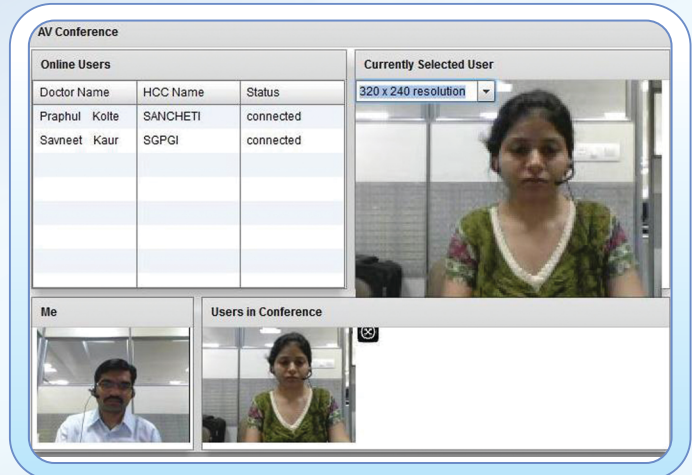 AV Conference
Online Users
Doctor Name HCC Name Status
Praphul Kolte SANCHETI connected
Savneet Kaur SGPGI connected
Currently Selected User
320 x 240 resolution
Me
Users in Conference